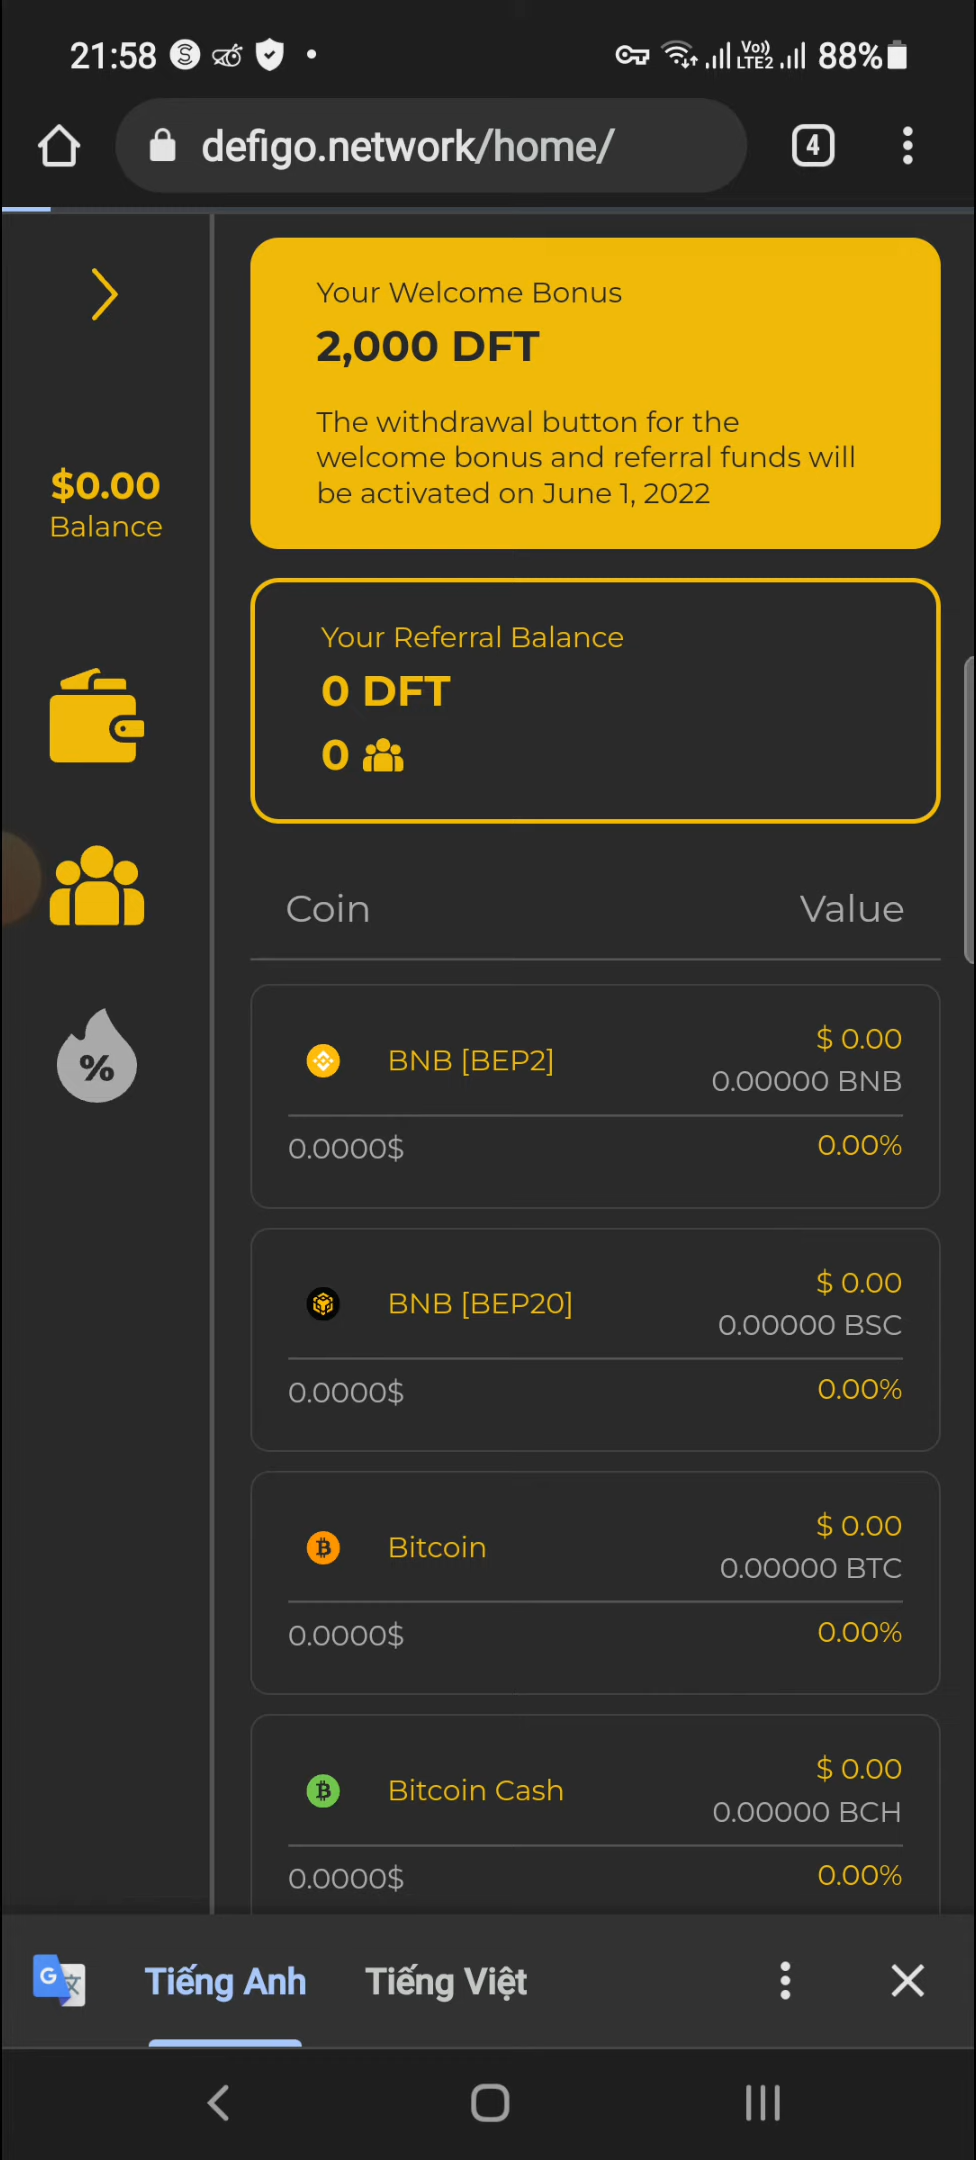 21:58
Vo)) LTE2 88%
defigo.network/home/
4
Your Welcome Bonus
2,000 DFT
The withdrawal button for the
welcome bonus and referral funds will
be activated on June 1, 2022
$0.00
Balance
Your Referral Balance
0 DFT
0
Coin Value
%
BNB [BEP2] $ 0.00
0.00000 BNB
0.0000$ 0.00%
BNB [BEP20] $ 0.00
0.00000 BSC
0.0000$ 0.00%
Bitcoin $ 0.00
0.00000 BTC
0.0000$ 0.00%
Bitcoin Cash $ 0.00
0.00000 BCH
0.0000$ 0.00%
G 文 Tiếng Anh Tiếng Việt